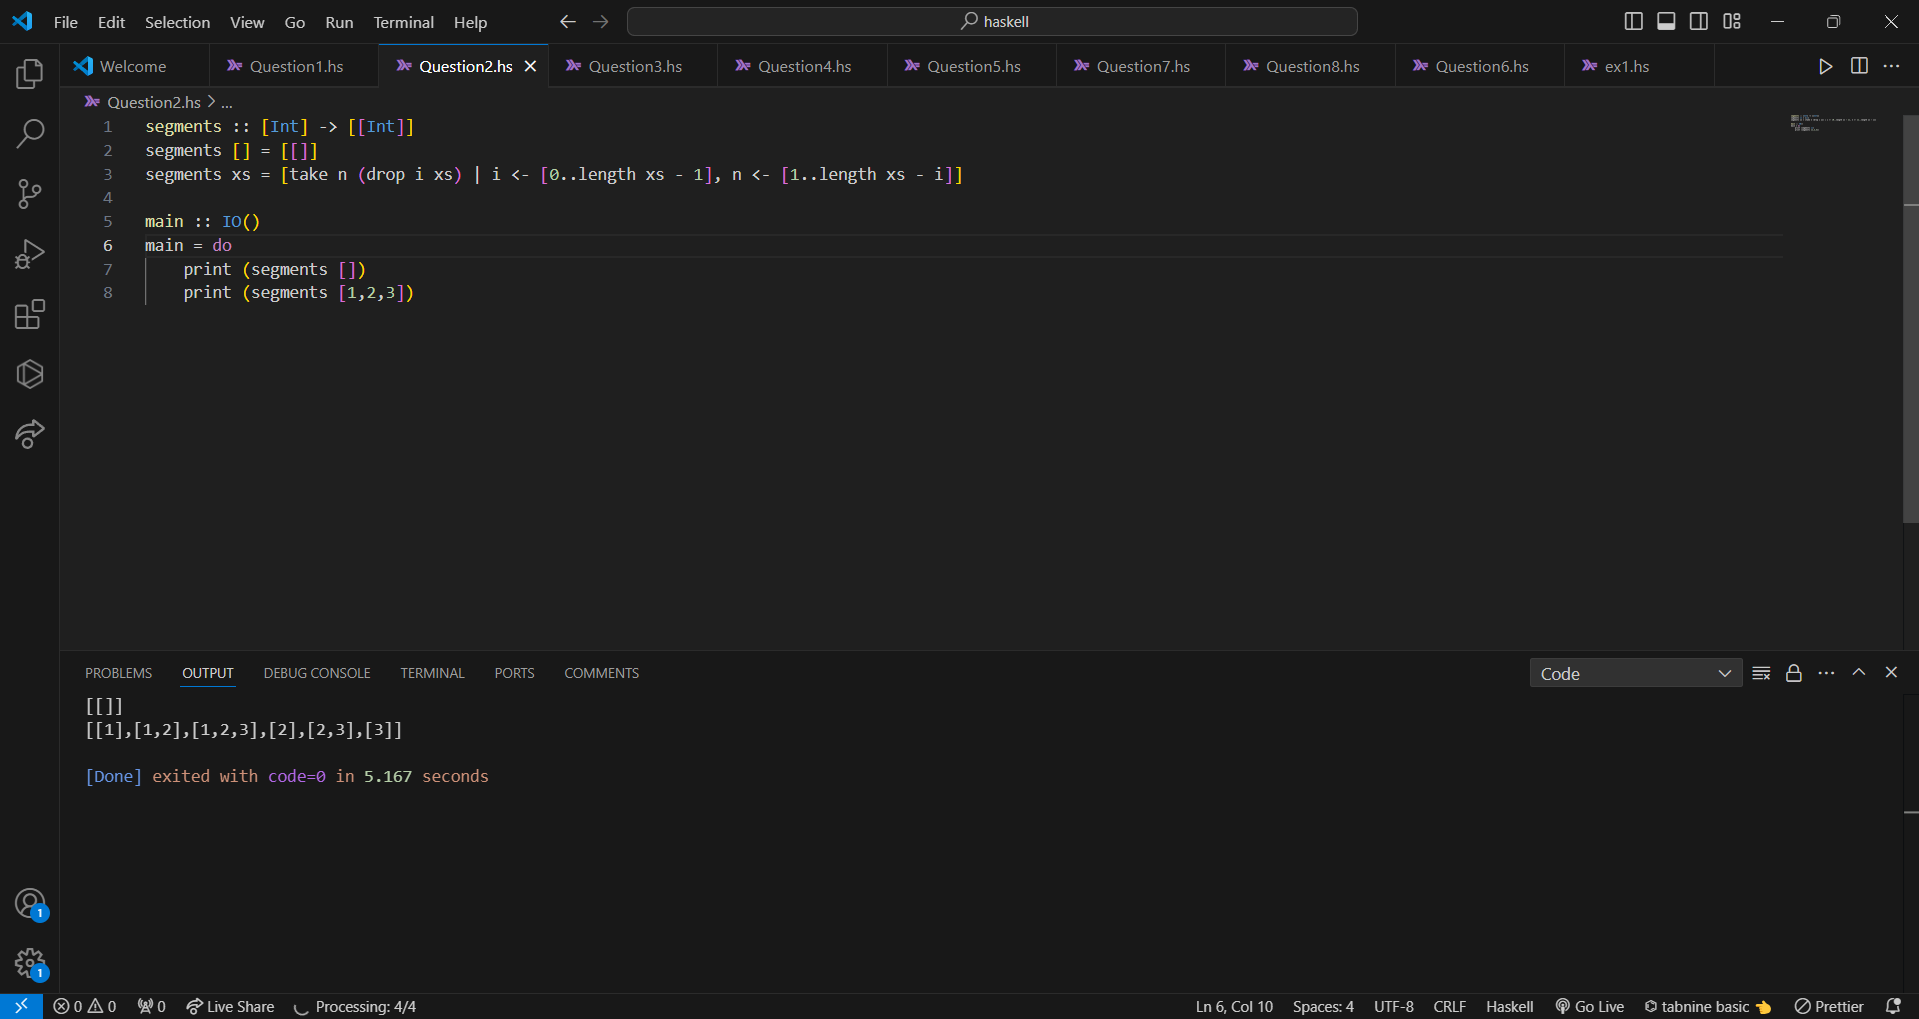 File Edit Selection View Go Run Terminal Help haskell
Welcome Question1.hs Question2.hs Question3.hs Question4.hs Question5.hs Question7.hs Question8.hs Question6.hs ex1.hs
Question2.hs > ...
1 segments :: [Int] -> [[Int]]
2 segments [] = [[]]
3 segments xs = [take n (drop i xs) | i <- [0..length xs - 1], n <- [1..length xs - i]]
4
5 main :: IO()
6 main = do
7     print (segments [])
8     print (segments [1,2,3])
PROBLEMS OUTPUT DEBUG CONSOLE TERMINAL PORTS COMMENTS Code
[[]]
[[1],[1,2],[1,2,3],[2],[2,3],[3]]
[Done] exited with code=0 in 5.167 seconds
1
1
0 0 0 Live Share Processing: 4/4 Ln 6, Col 10 Spaces: 4 UTF-8 CRLF Haskell Go Live tabnine basic Prettier